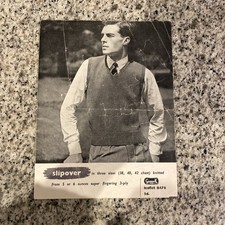 slipover in three sizes (38, 40, 42 chest) knitted
from 5 or 6 ounces super fingering 3-ply
leaflet